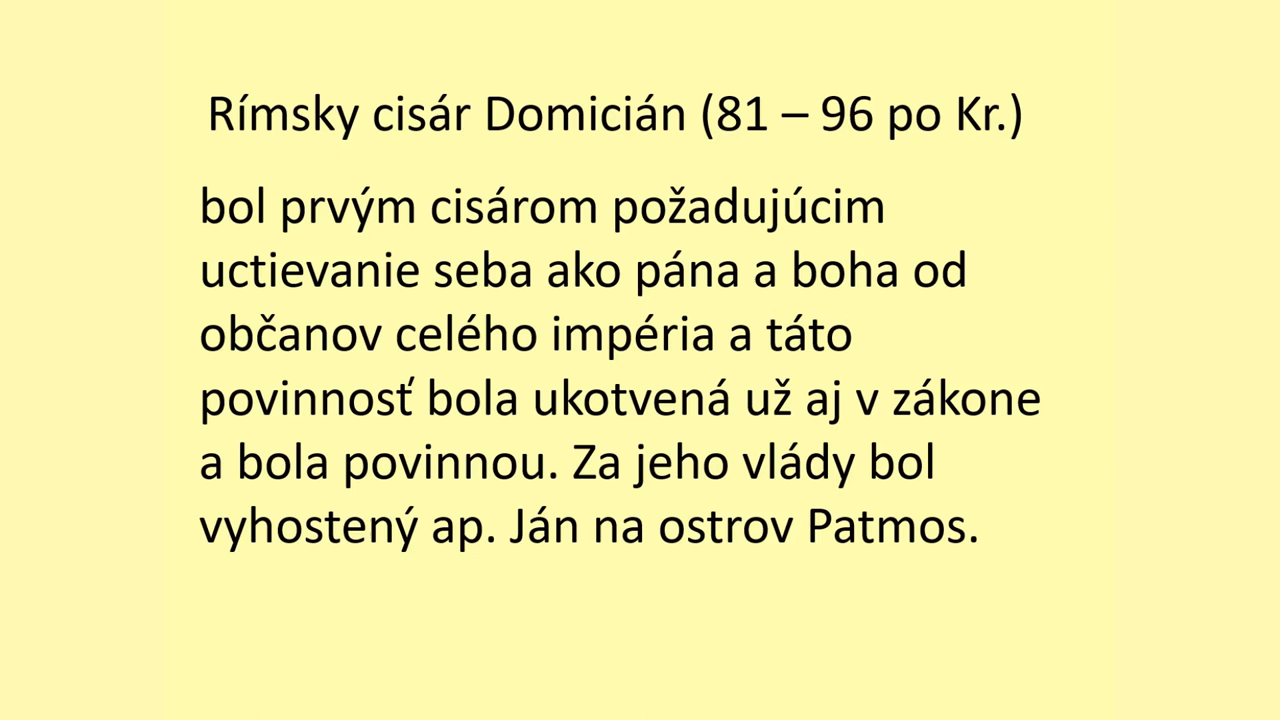 Rímsky cisár Domicián (81 – 96 po Kr.)
bol prvým cisárom požadujúcim
uctievanie seba ako pána a boha od
občanov celého impéria a táto
povinnosť bola ukotvená už aj v zákone
a bola povinnou. Za jeho vlády bol
vyhostený ap. Ján na ostrov Patmos.